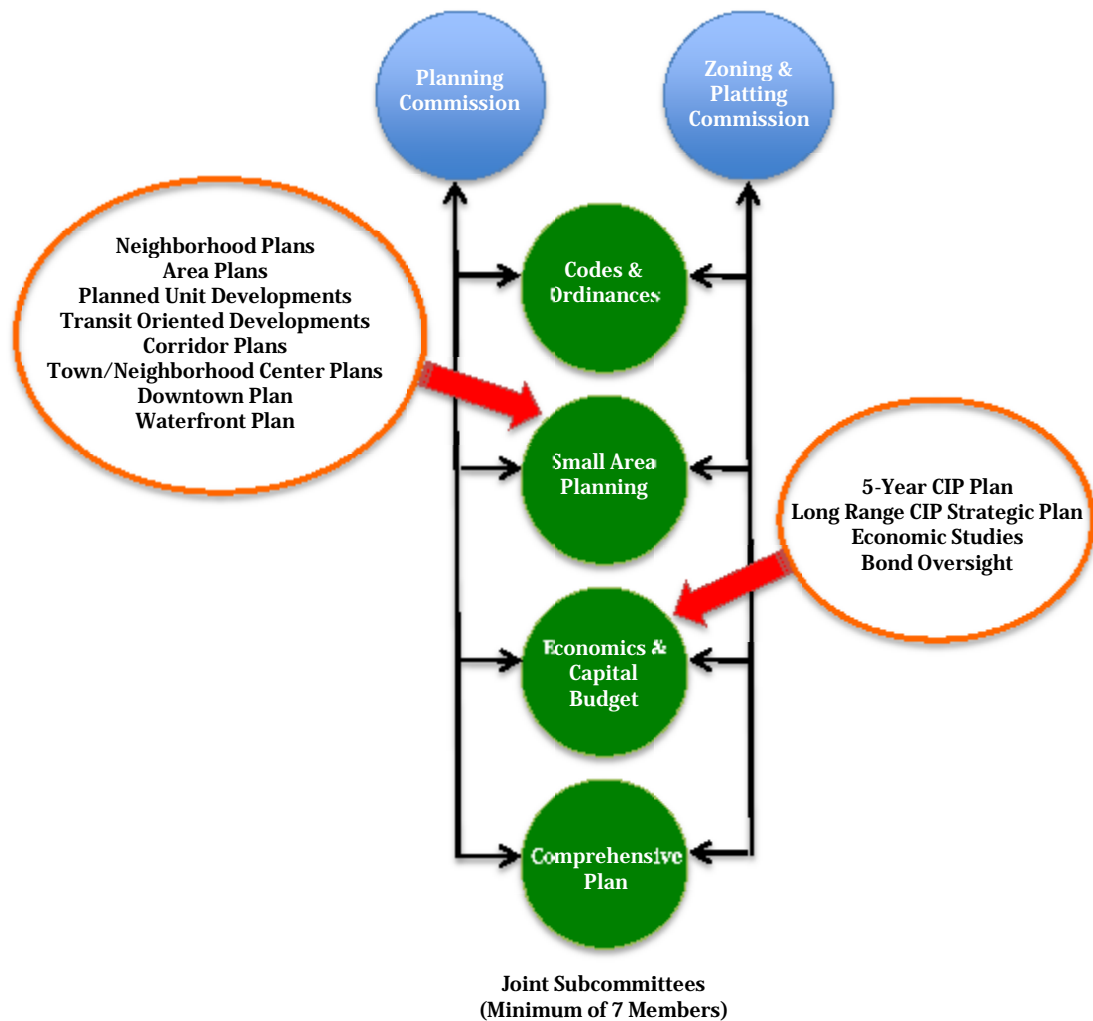 Planning
Commission
Zoning &
Platting
Commission
Neighborhood Plans
Area Plans
Planned Unit Developments
Transit Oriented Developments
Corridor Plans
Town/Neighborhood Center Plans
Downtown Plan
Waterfront Plan
Codes &
Ordinances
Small Area
Planning
5-Year CIP Plan
Long Range CIP Strategic Plan
Economic Studies
Bond Oversight
Economics &
Capital
Budget
Comprehensive
Plan
Joint Subcommittees
(Minimum of 7 Members)